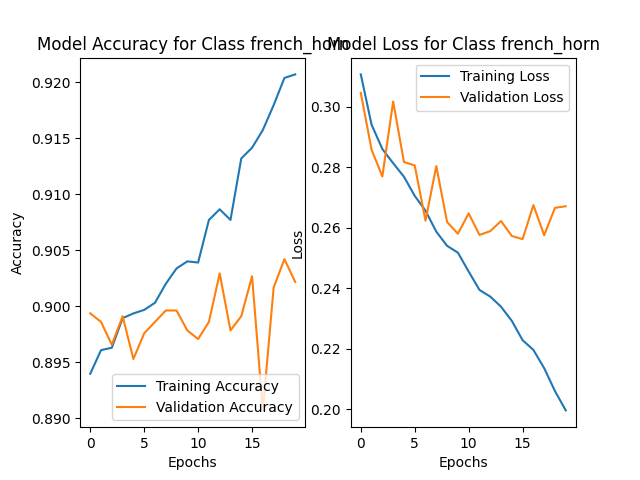 Model Accuracy for Class french_horn
Accuracy
0.920
0.915
0.910
0.905
0.900
0.895
0.890
0
5
10
15
Epochs
Training Accuracy
Validation Accuracy
Model Loss for Class french_horn
Loss
0.30
0.28
0.26
0.24
0.22
0.20
0
5
10
15
Epochs
Training Loss
Validation Loss